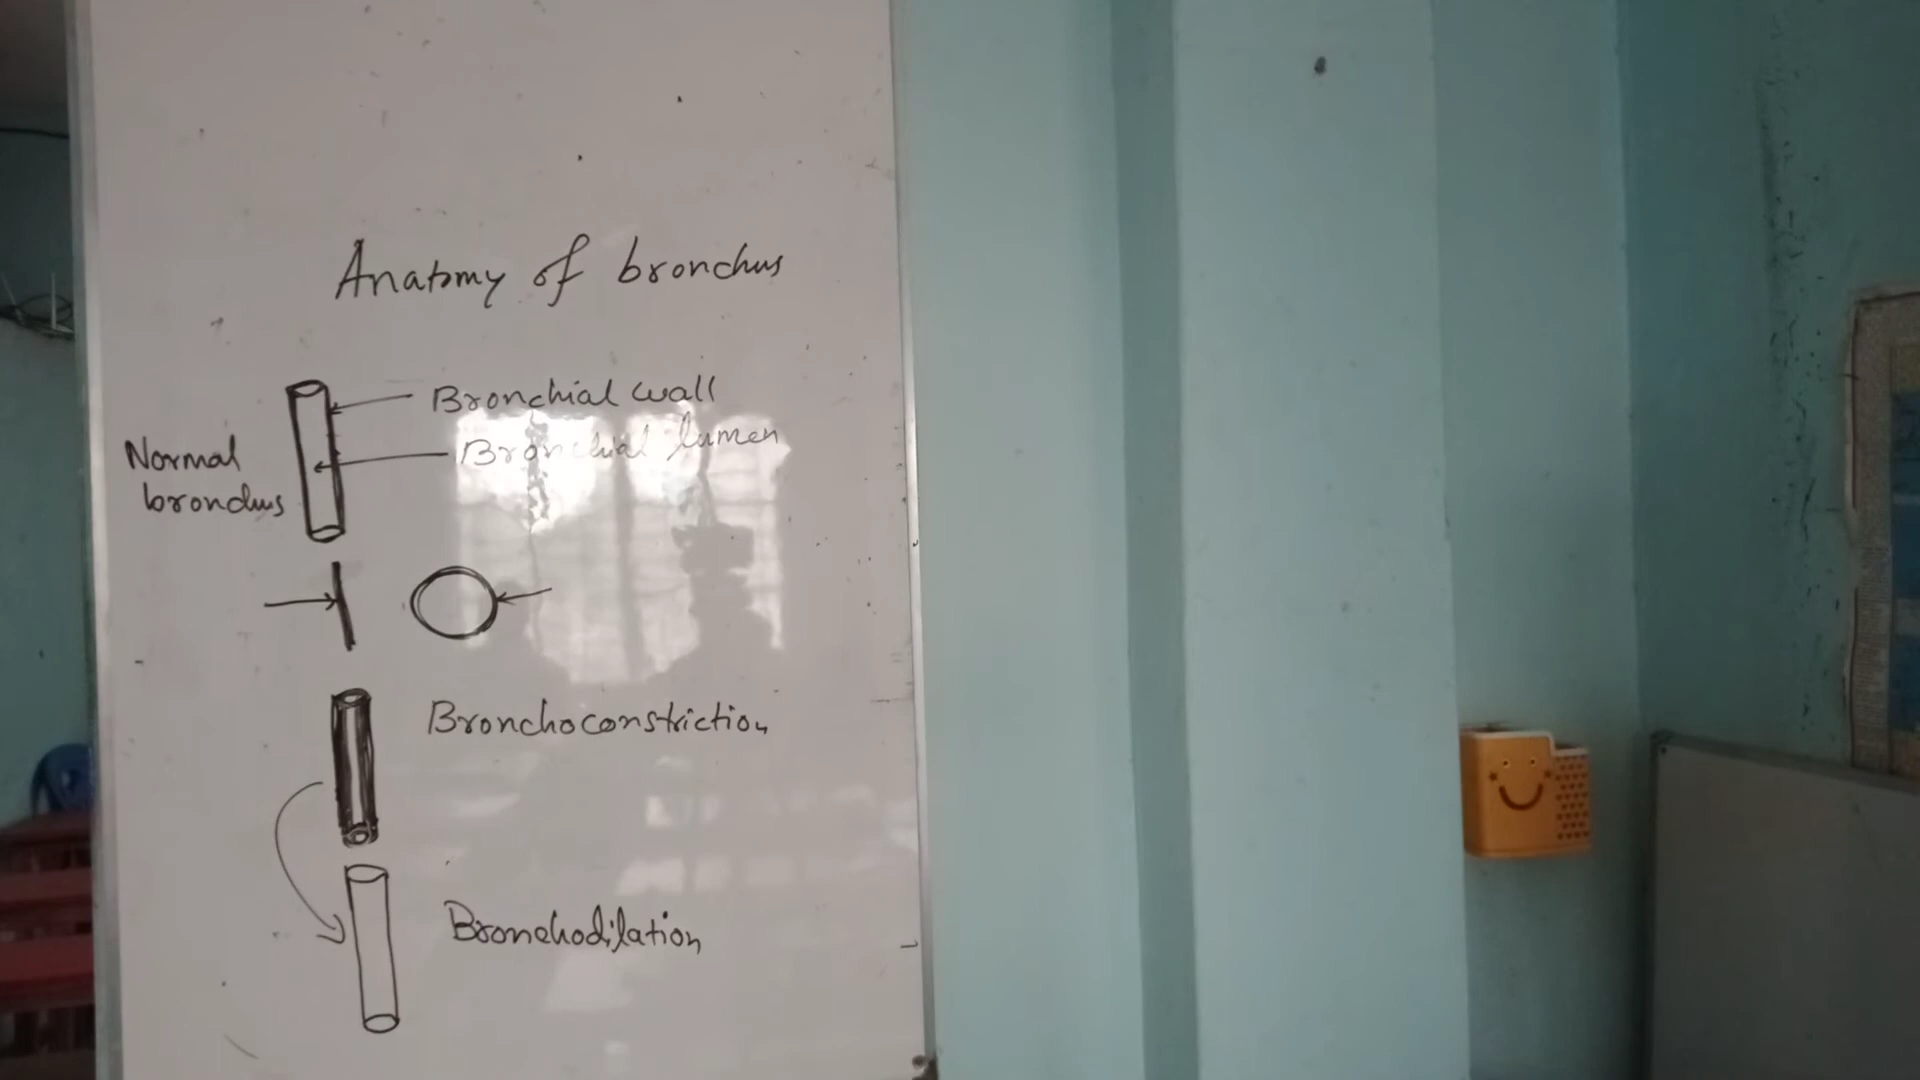 Anatomy of bronchus
Bronchial wall
Bronchial lumen
Normal
bronchus
Bronchoconstriction
Bronchodilation